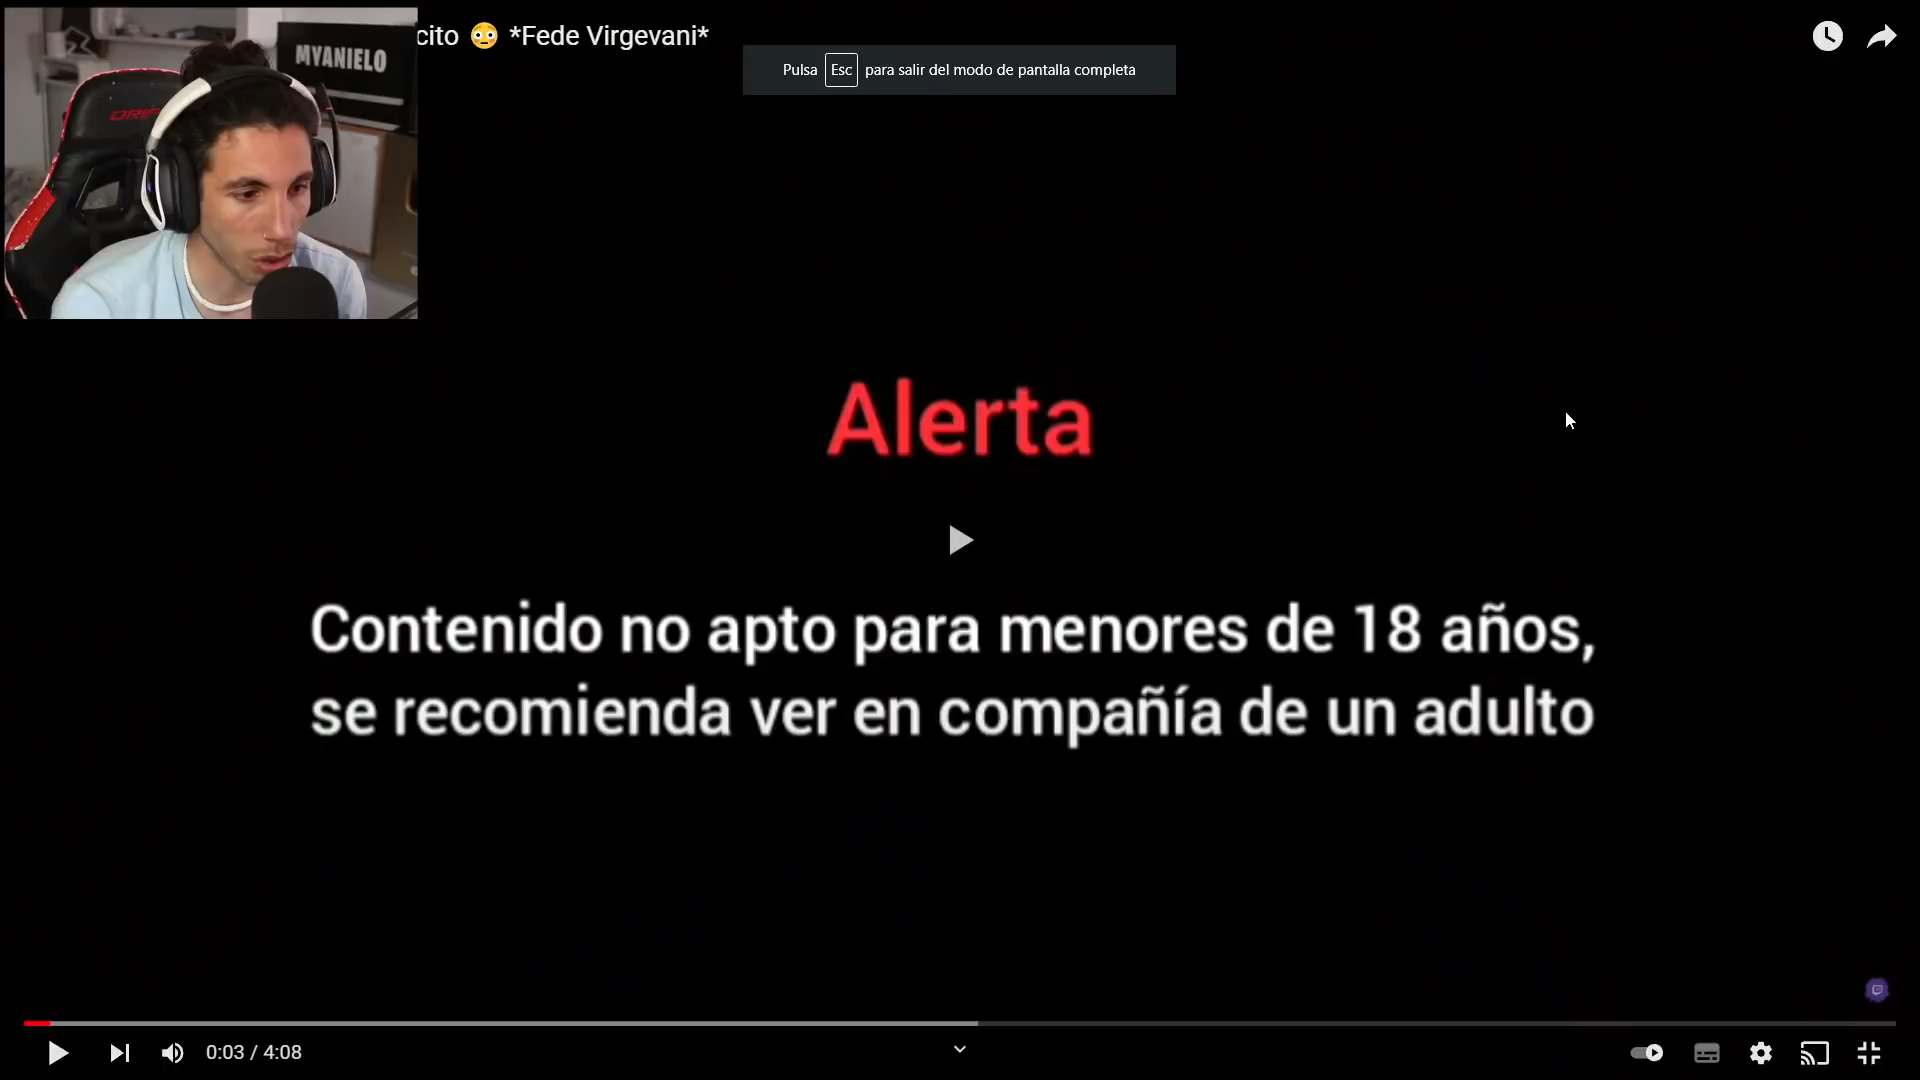 MYANIELO
cito 😳 *Fede Virgevani*
Pulsa Esc para salir del modo de pantalla completa
Alerta
Contenido no apto para menores de 18 años,
se recomienda ver en compañía de un adulto
0:03 / 4:08